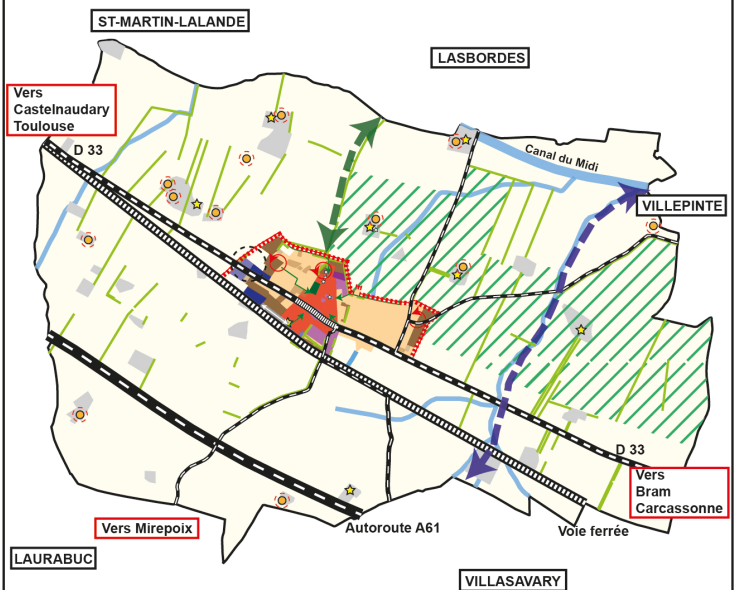 ST-MARTIN-LALANDE
LASBORDES
Vers
Castelnaudary
Toulouse
D 33
Canal du Midi
VILLEPINTE
D 33
Vers
Bram
Carcassonne
Voie ferrée
Autoroute A61
Vers Mirepoix
LAURABUC
VILLASAVARY